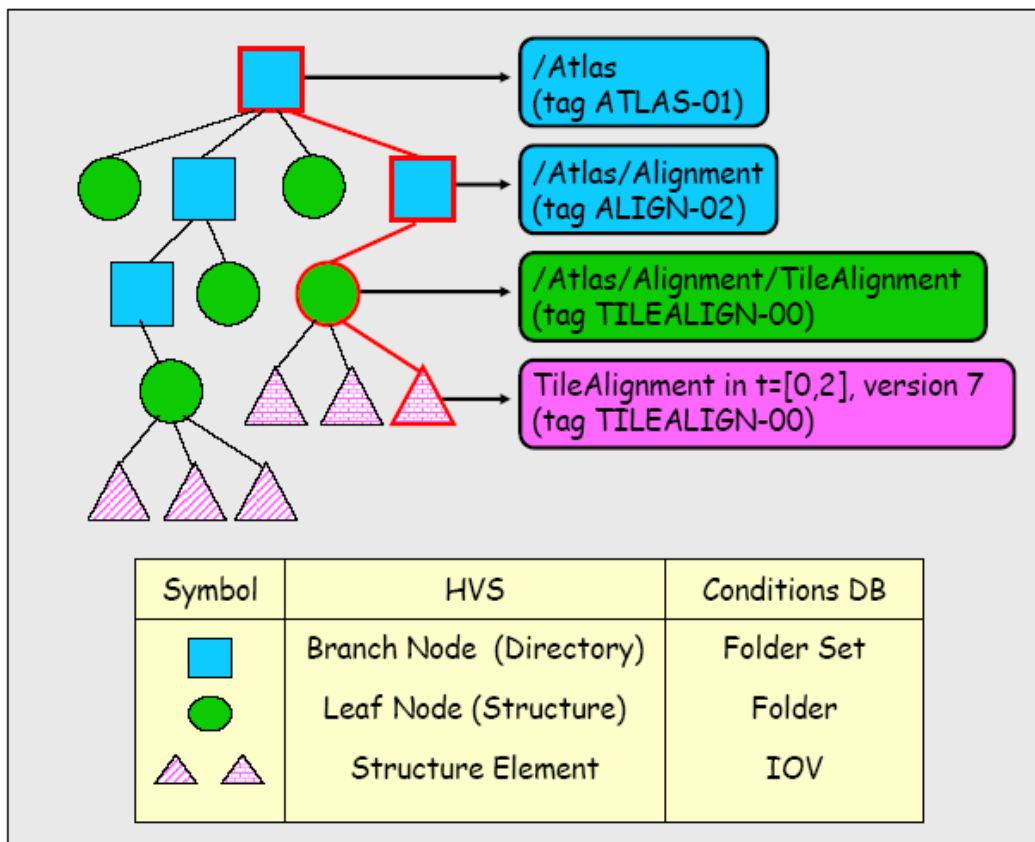 /Atlas
(tag ATLAS-01)
/Atlas/Alignment
(tag ALIGN-02)
/Atlas/Alignment/TileAlignment
(tag TILEALIGN-00)
TileAlignment in t=[0,2], version 7
(tag TILEALIGN-00)
Symbol HVS Conditions DB
Branch Node (Directory) Folder Set
Leaf Node (Structure) Folder
Structure Element IOV